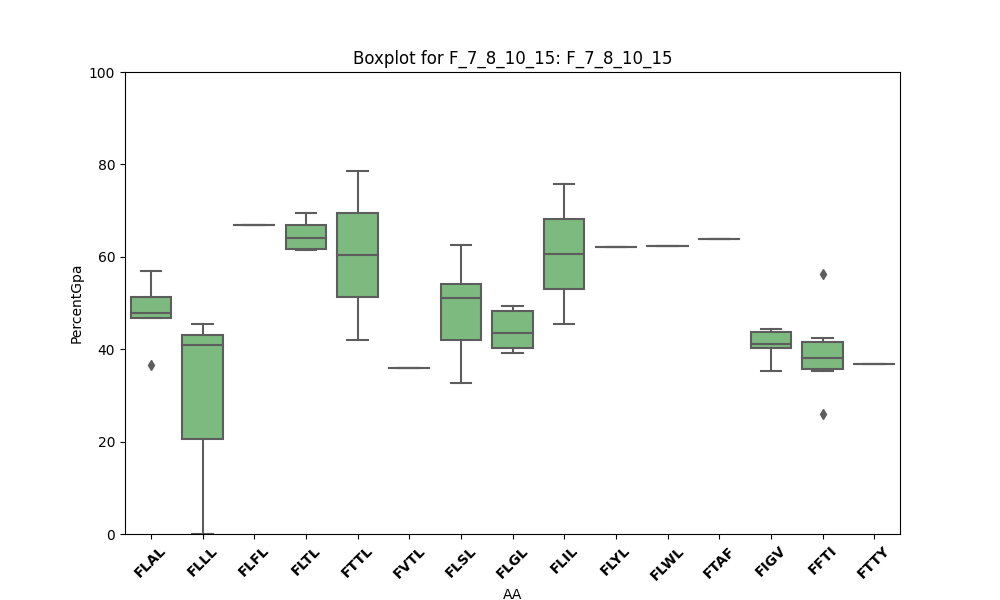 Boxplot for F_7_8_10_15: F_7_8_10_15
PercentGpa
100
80
60
40
20
0
FLAL FLLL FLFL FLTL FTTL FVTL FLSL FLGL FLIL FLYL FLWL FTAF FIGV FFTI FTTY
AA